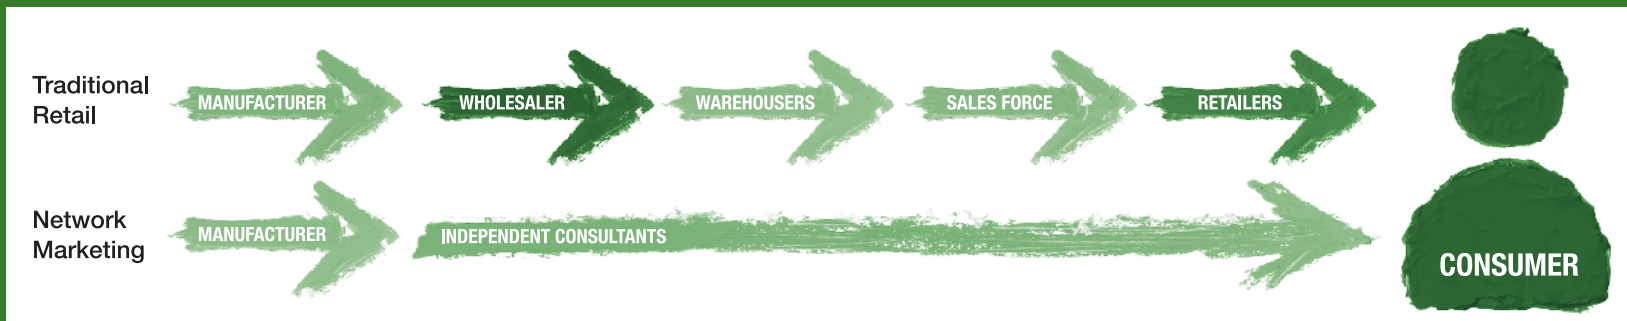 Traditional
Retail
MANUFACTURER
WHOLESALER
WAREHOUSERS
SALES FORCE
RETAILERS
Network
Marketing
MANUFACTURER
INDEPENDENT CONSULTANTS
CONSUMER